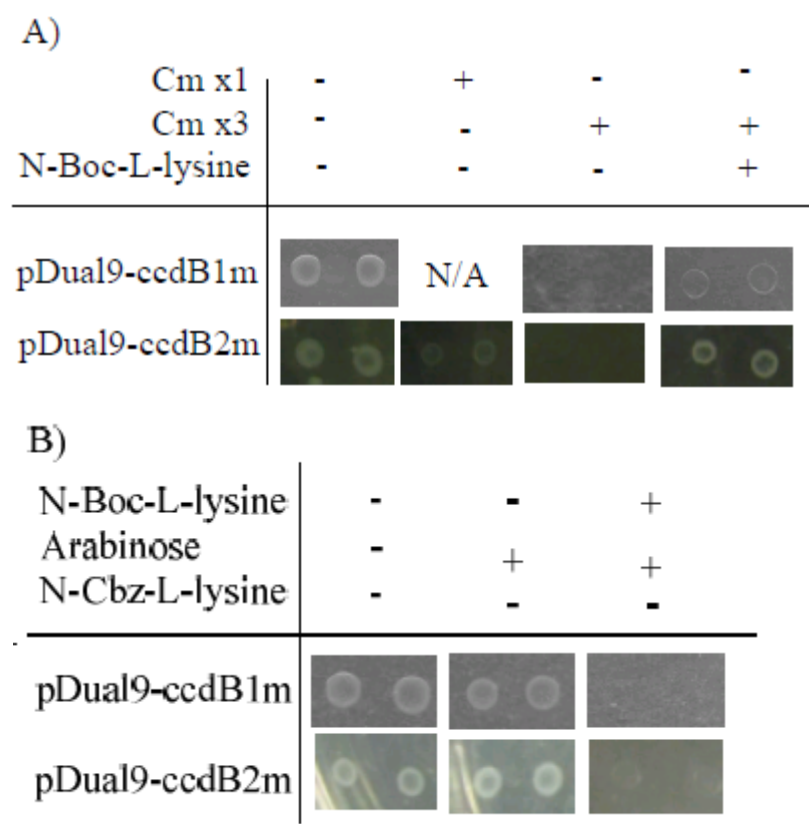 A)
Cm x1 - + - -
Cm x3 - - + +
N-Boc-L-lysine - - - +
pDual9-ccdB1m N/A
pDual9-ccdB2m
B)
N-Boc-L-lysine - - +
Arabinose - + +
N-Cbz-L-lysine - - -
pDual9-ccdB1m
pDual9-ccdB2m